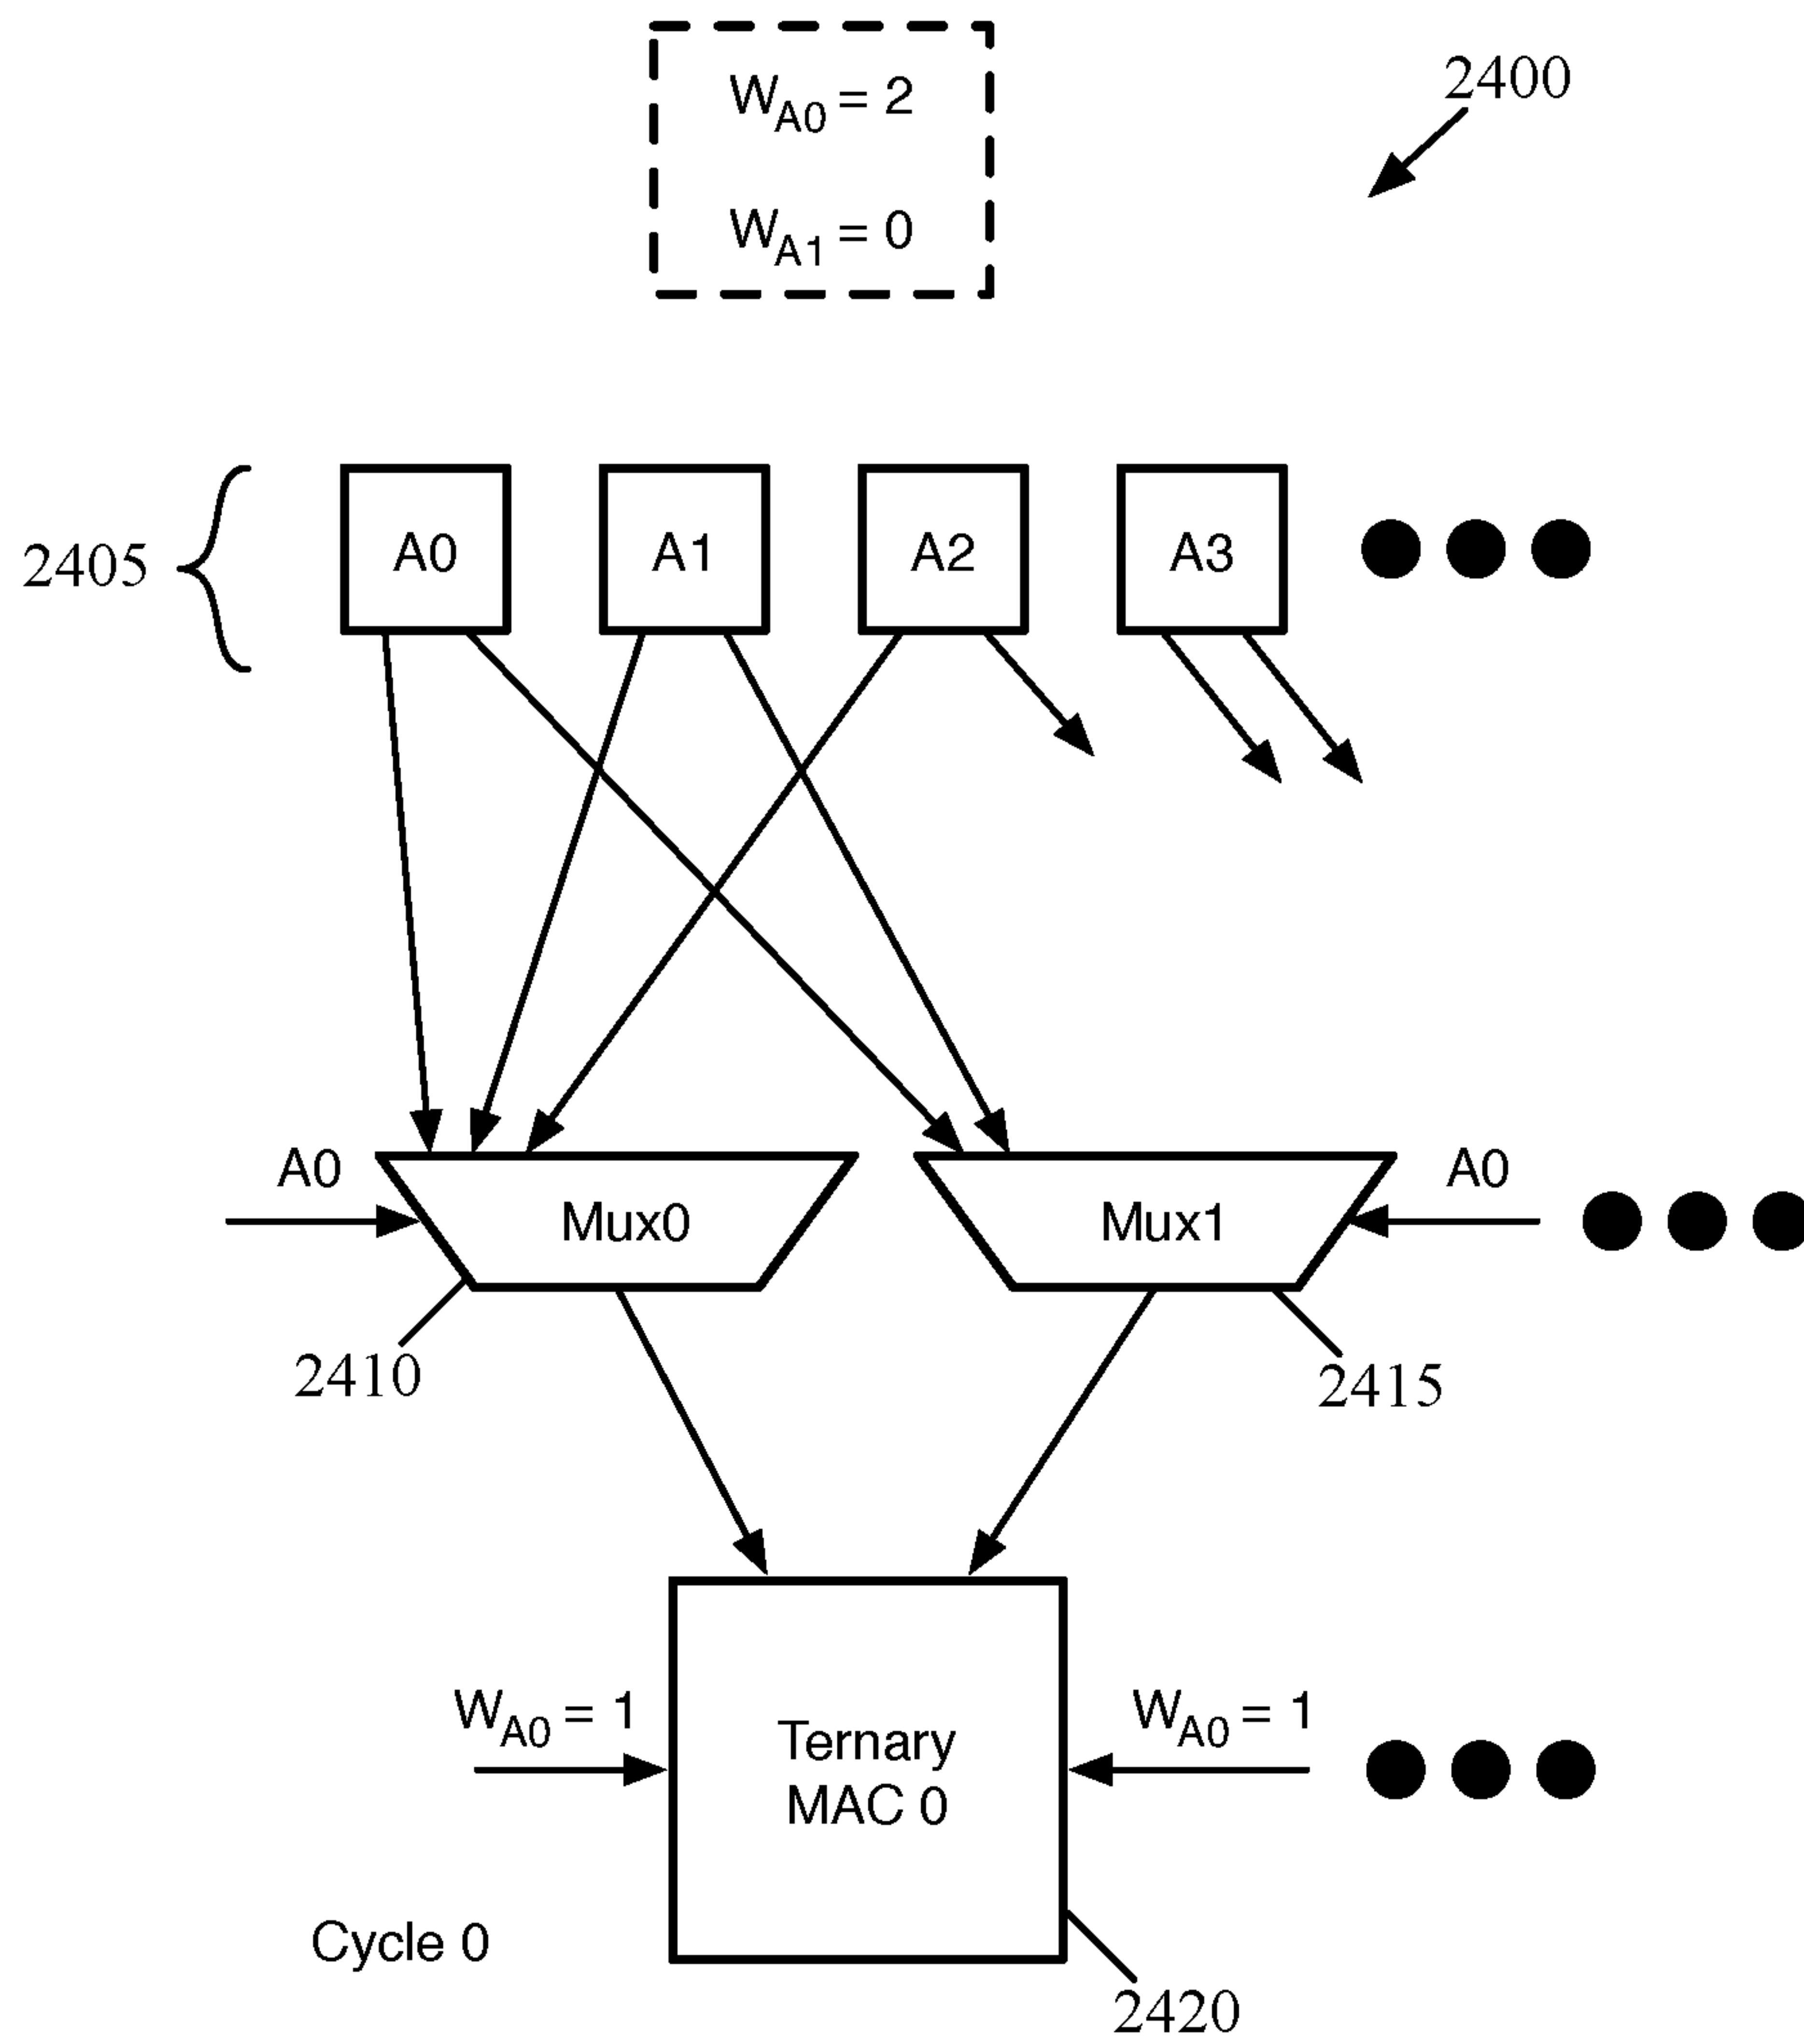 W_A0 = 2
2400
W_A1 = 0
2405
A0
A1
A2
A3
A0
Mux0
Mux1
A0
2410
2415
W_A0 = 1
Ternary
MAC 0
W_A0 = 1
Cycle 0
2420